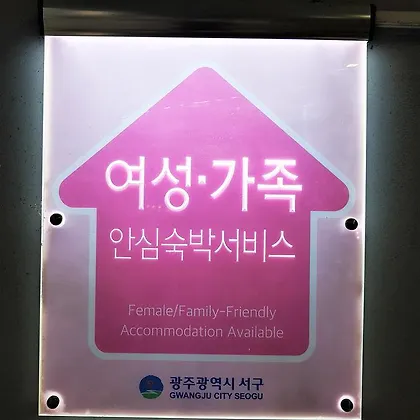 여성·가족
안심숙박서비스
Female/Family-Friendly
Accommodation Available
광주광역시 서구
GWANGJU CITY SEOGU